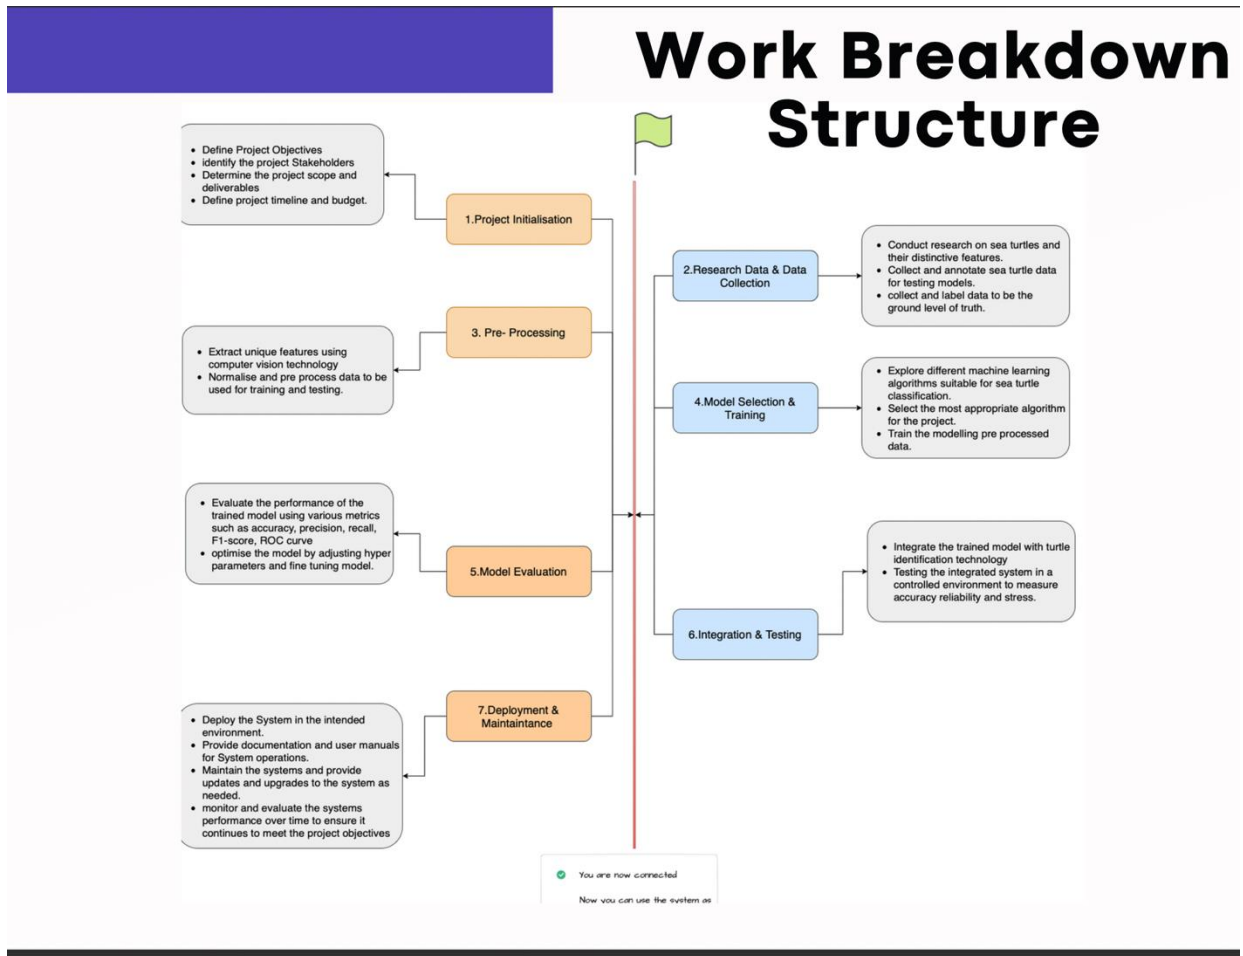 Work Breakdown
Structure
• Define Project Objectives
• identify the project Stakeholders
• Determine the project scope and
deliverables
• Define project timeline and budget.
1.Project Initialisation
2.Research Data & Data
Collection
• Conduct research on sea turtles and
their distinctive features.
• Collect and annotate sea turtle data
for testing models.
• collect and label data to be the
ground level of truth.
3. Pre- Processing
• Extract unique features using
computer vision technology
• Normalise and pre process data to be
used for training and testing.
4.Model Selection &
Training
• Explore different machine learning
algorithms suitable for sea turtle
classification.
• Select the most appropriate algorithm
for the project.
• Train the modelling pre processed
data.
• Evaluate the performance of the
trained model using various metrics
such as accuracy, precision, recall,
F1-score, ROC curve
• optimise the model by adjusting hyper
parameters and fine tuning model.
5.Model Evaluation
6.Integration & Testing
• Integrate the trained model with turtle
identification technology
• Testing the integrated system in a
controlled environment to measure
accuracy reliability and stress.
7.Deployment &
Maintaintance
• Deploy the System in the intended
environment.
• Provide documentation and user manuals
for System operations.
• Maintain the systems and provide
updates and upgrades to the system as
needed.
• monitor and evaluate the systems
performance over time to ensure it
continues to meet the project objectives
You are now connected
Now you can use the system as